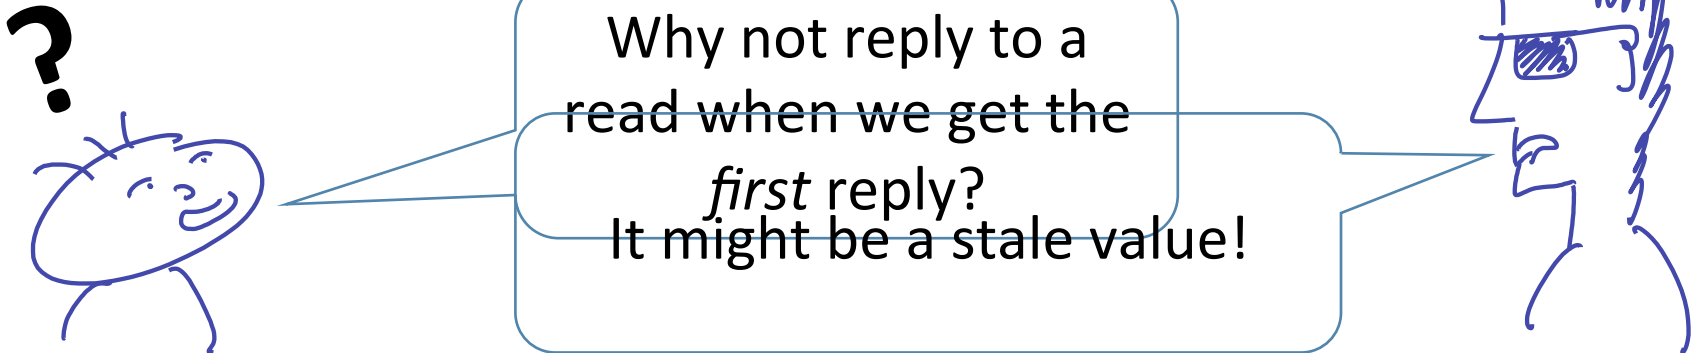 ?
Why not reply to a
read when we get the
first reply?
It might be a stale value!